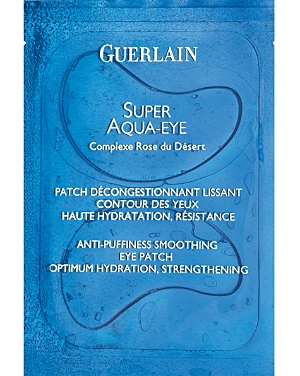 GUERLAIN
SUPER
AQUA-EYE
Complexe Rose du Désert
PATCH DÉCONGESTIONNANT LISSANT
CONTOUR DES YEUX
HAUTE HYDRATATION, RÉSISTANCE
ANTI-PUFFINESS SMOOTHING
EYE PATCH
OPTIMUM HYDRATION, STRENGTHENING